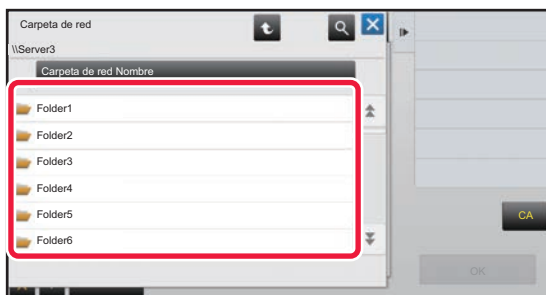 Carpeta de red
\\Server3
Carpeta de red Nombre
Folder1
Folder2
Folder3
Folder4
Folder5
Folder6
CA
OK